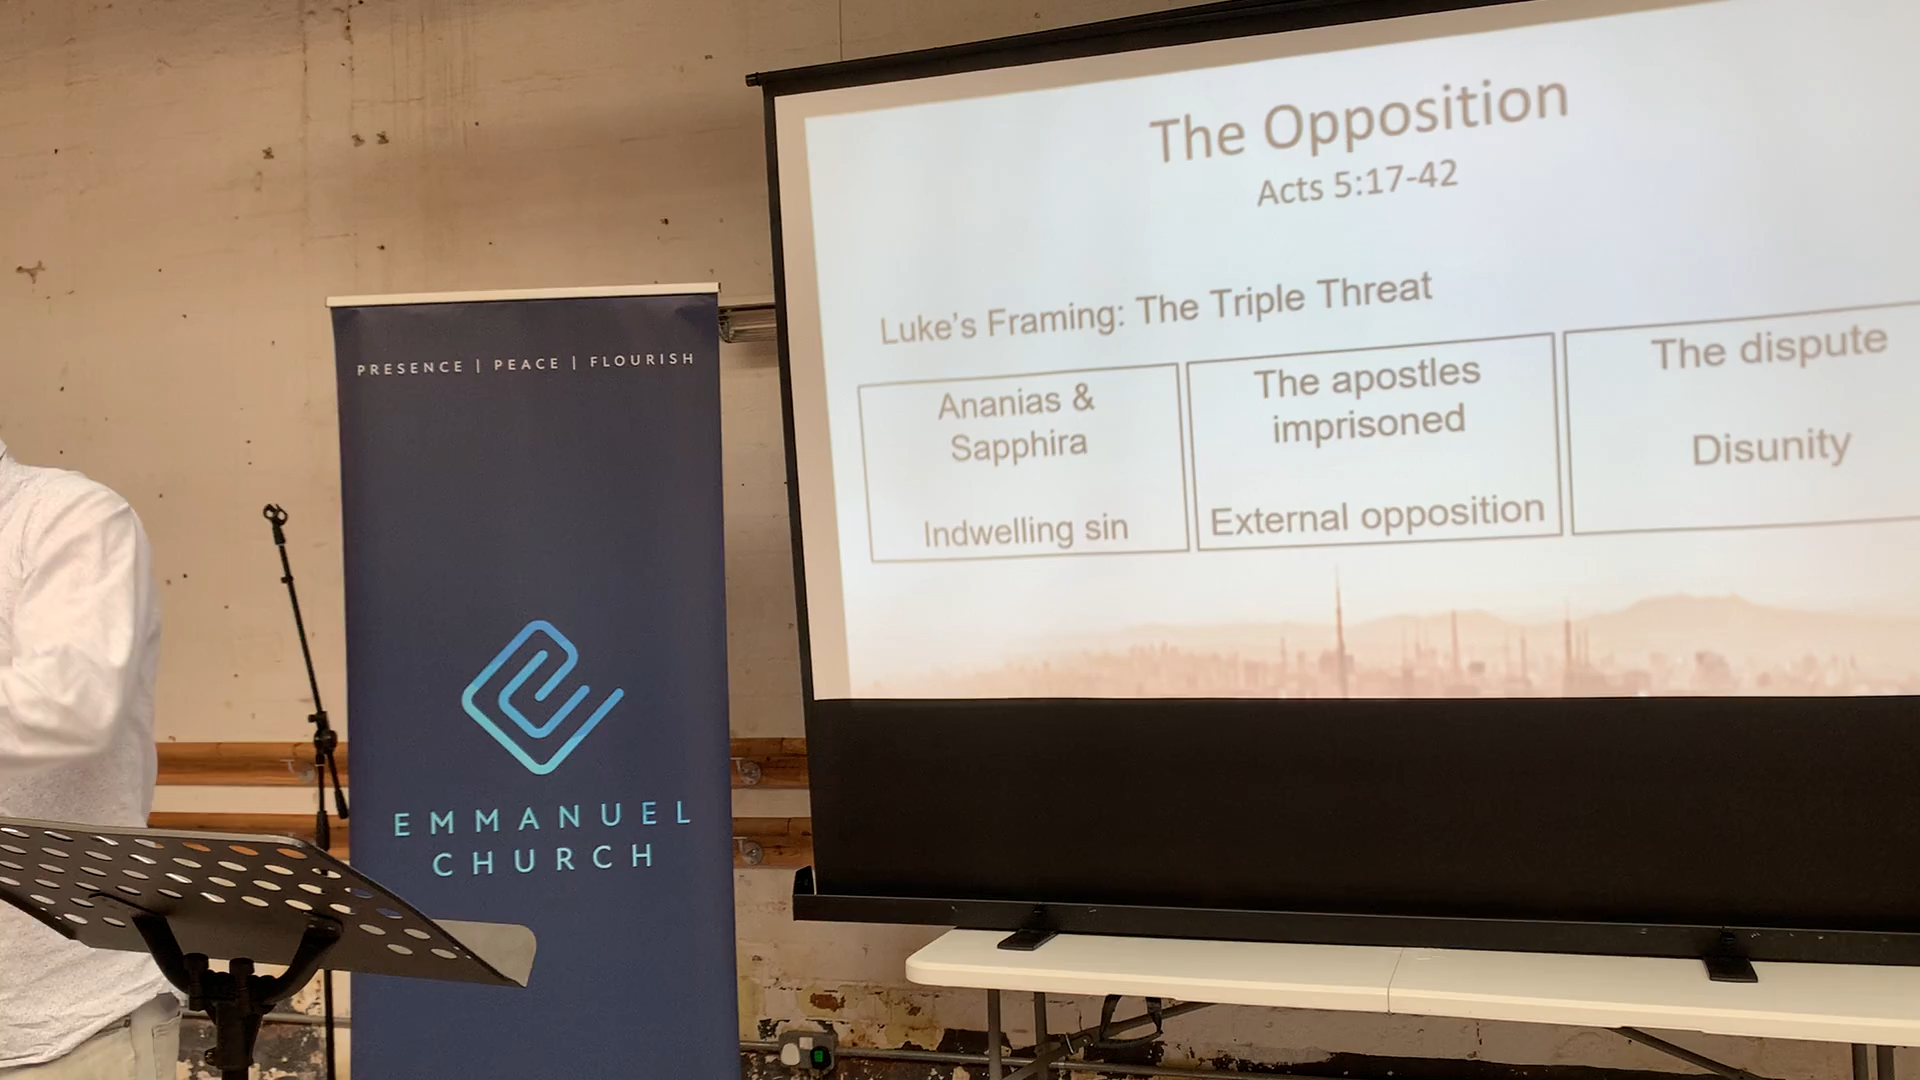 PRESENCE | PEACE | FLOURISH
EMMANUEL
CHURCH
The Opposition
Acts 5:17-42
Luke's Framing: The Triple Threat
Ananias &
Sapphira
Indwelling sin
The apostles
imprisoned
External opposition
The dispute
Disunity